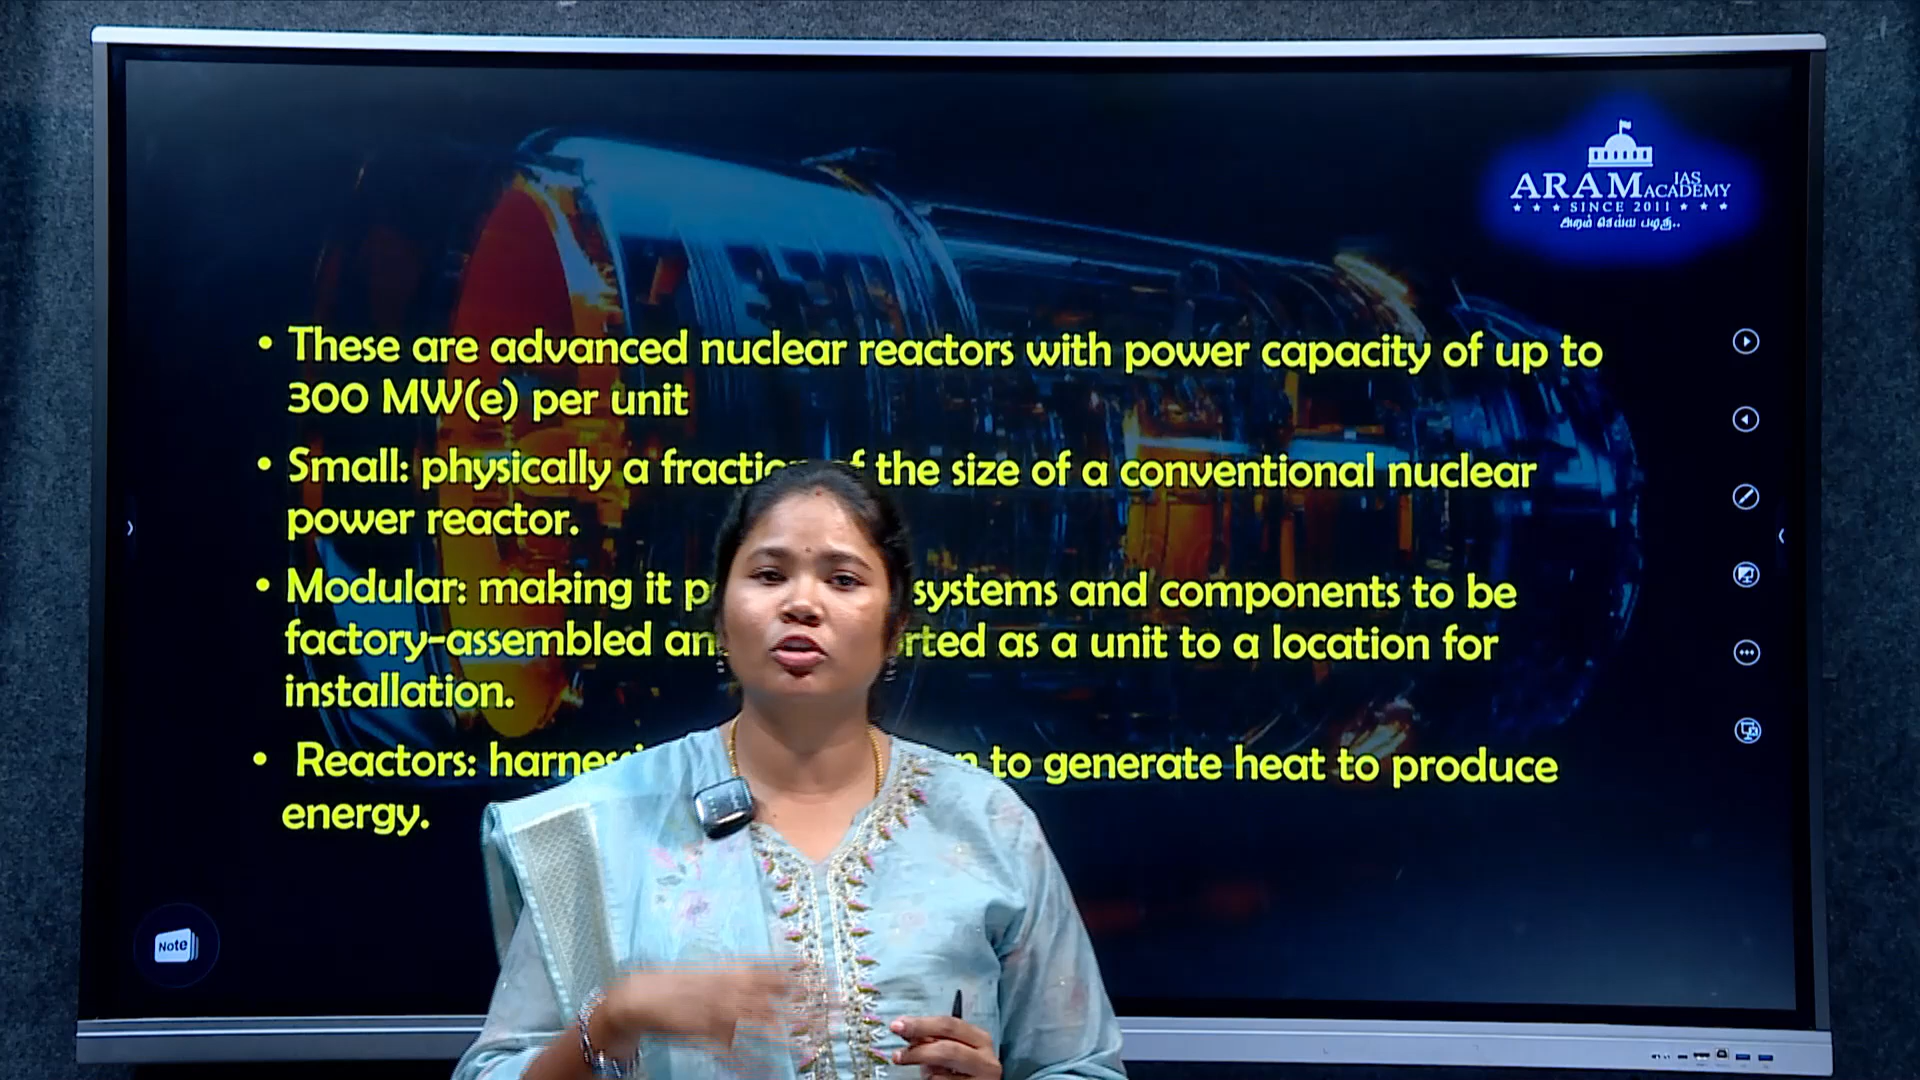 ARAM IAS ACADEMY
SINCE 2011
அறம் செய்ய படி..
• These are advanced nuclear reactors with power capacity of up to
300 MW(e) per unit
• Small: physically a the size of a conventional nuclear
power reactor.
• Modular: making it systems and components to be
factory-assembled as a unit to a location for
installation.
• Reactors: to generate heat to produce
energy.
Note